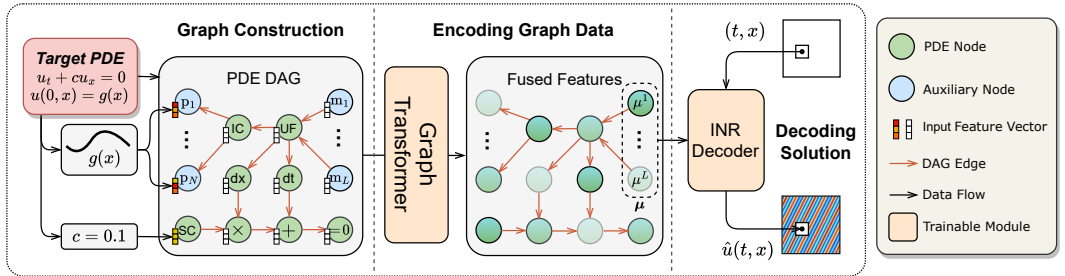 Graph Construction
Encoding Graph Data
Target PDE
u_t + cu_x = 0
u(0, x) = g(x)
g(x)
c = 0.1
PDE DAG
p_1
m_1
IC
UF
...
...
p_N
dx
dt
m_L
SC
×
+
=0
Graph
Transformer
Fused Features
μ^1
...
...
μ^L
μ
(t, x)
INR
Decoder
Decoding
Solution
û(t, x)
PDE Node
Auxiliary Node
Input Feature Vector
DAG Edge
Data Flow
Trainable Module